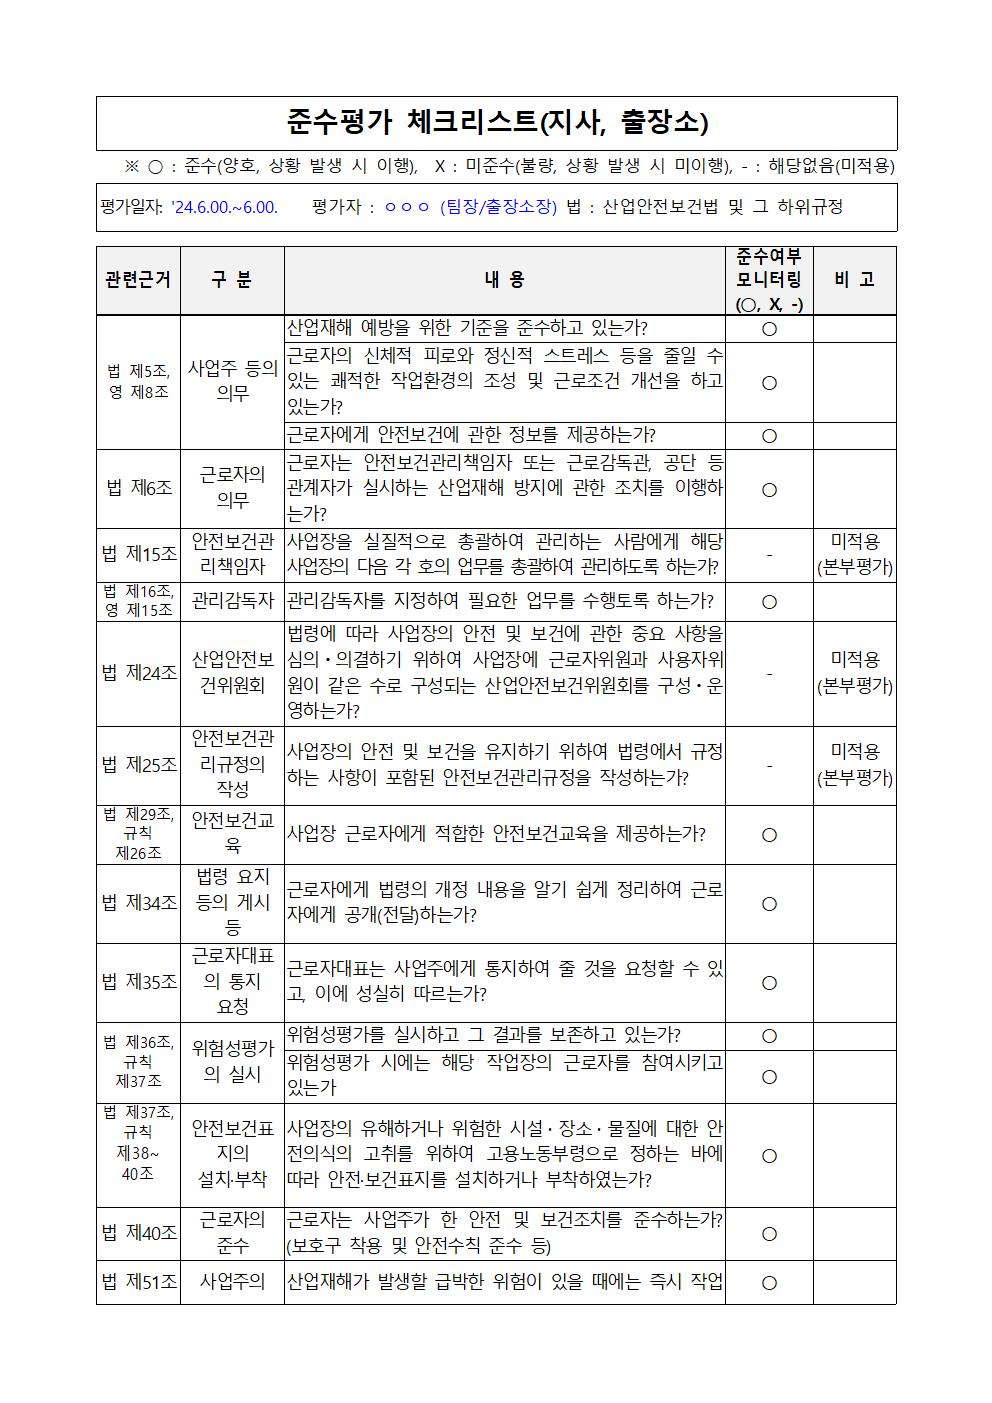 준수평가 체크리스트(지사, 출장소)
※ ○ : 준수(양호, 상황 발생 시 이행), X : 미준수(불량, 상황 발생 시 미이행), - : 해당없음(미적용)
평가일자: '24.6.00.~6.00. 평가자 : ㅇㅇㅇ (팀장/출장소장) 법 : 산업안전보건법 및 그 하위규정
관련근거
구 분
내 용
준수여부
모니터링
(○, X, -)
비 고
법 제5조,
영 제8조
사업주 등의
의무
산업재해 예방을 위한 기준을 준수하고 있는가?
○
근로자의 신체적 피로와 정신적 스트레스 등을 줄일 수
있는 쾌적한 작업환경의 조성 및 근로조건 개선을 하고
있는가?
○
근로자에게 안전보건에 관한 정보를 제공하는가?
○
법 제6조
근로자의
의무
근로자는 안전보건관리책임자 또는 근로감독관, 공단 등
관계자가 실시하는 산업재해 방지에 관한 조치를 이행하
는가?
○
법 제15조
안전보건관
리책임자
사업장을 실질적으로 총괄하여 관리하는 사람에게 해당
사업장의 다음 각 호의 업무를 총괄하여 관리하도록 하는가?
-
미적용
(본부평가)
법 제16조,
영 제15조
관리감독자
관리감독자를 지정하여 필요한 업무를 수행토록 하는가?
○
법 제24조
산업안전보
건위원회
법령에 따라 사업장의 안전 및 보건에 관한 중요 사항을
심의・의결하기 위하여 사업장에 근로자위원과 사용자위
원이 같은 수로 구성되는 산업안전보건위원회를 구성・운
영하는가?
-
미적용
(본부평가)
법 제25조
안전보건관
리규정의
작성
사업장의 안전 및 보건을 유지하기 위하여 법령에서 규정
하는 사항이 포함된 안전보건관리규정을 작성하는가?
-
미적용
(본부평가)
법 제29조,
규칙
제26조
안전보건교
육
사업장 근로자에게 적합한 안전보건교육을 제공하는가?
○
법 제34조
법령 요지
등의 게시
등
근로자에게 법령의 개정 내용을 알기 쉽게 정리하여 근로
자에게 공개(전달)하는가?
○
법 제35조
근로자대표
의 통지
요청
근로자대표는 사업주에게 통지하여 줄 것을 요청할 수 있
고, 이에 성실히 따르는가?
○
법 제36조,
규칙
제37조
위험성평가
의 실시
위험성평가를 실시하고 그 결과를 보존하고 있는가?
○
위험성평가 시에는 해당 작업장의 근로자를 참여시키고
있는가
○
법 제37조,
규칙
제38~
40조
안전보건표
지의
설치·부착
사업장의 유해하거나 위험한 시설・장소・물질에 대한 안
전의식의 고취를 위하여 고용노동부령으로 정하는 바에
따라 안전·보건표지를 설치하거나 부착하였는가?
○
법 제40조
근로자의
준수
근로자는 사업주가 한 안전 및 보건조치를 준수하는가?
(보호구 착용 및 안전수칙 준수 등)
○
법 제51조
사업주의
산업재해가 발생할 급박한 위험이 있을 때에는 즉시 작업
○